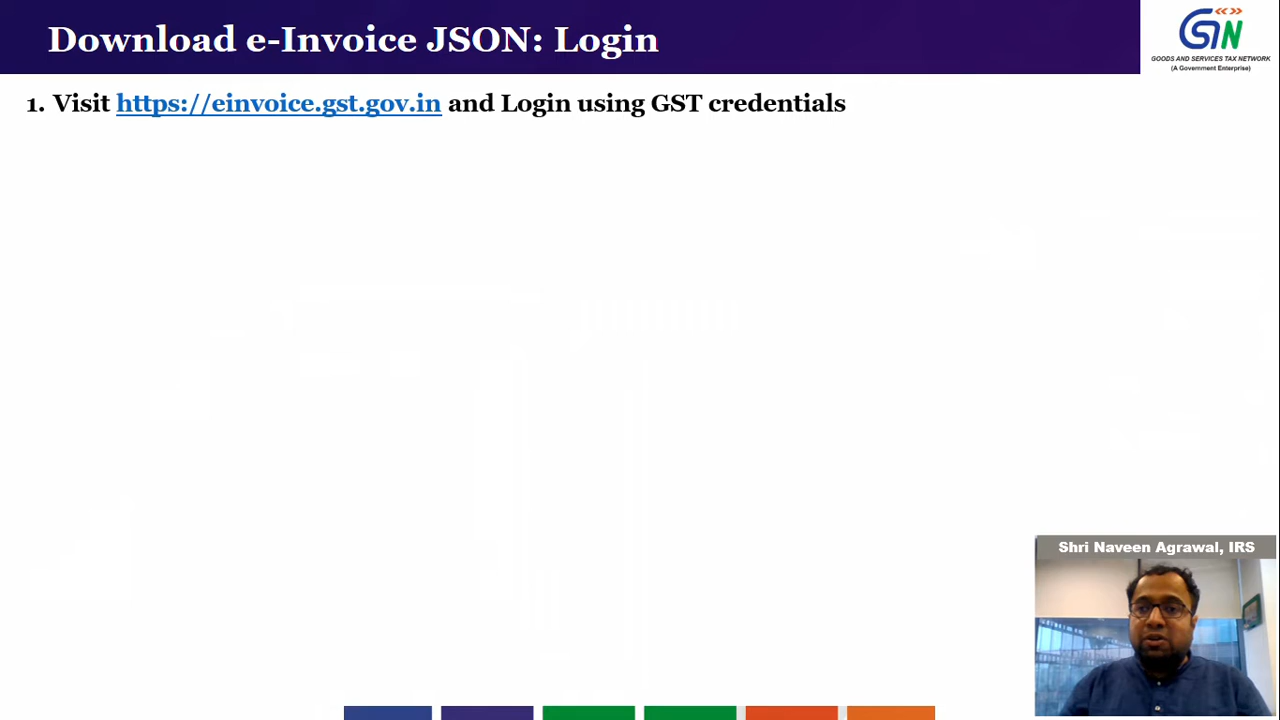 Download e-Invoice JSON: Login
GSTN
GOODS AND SERVICES TAX NETWORK
(A Government Enterprise)
1. Visit https://einvoice.gst.gov.in and Login using GST credentials
Shri Naveen Agrawal, IRS